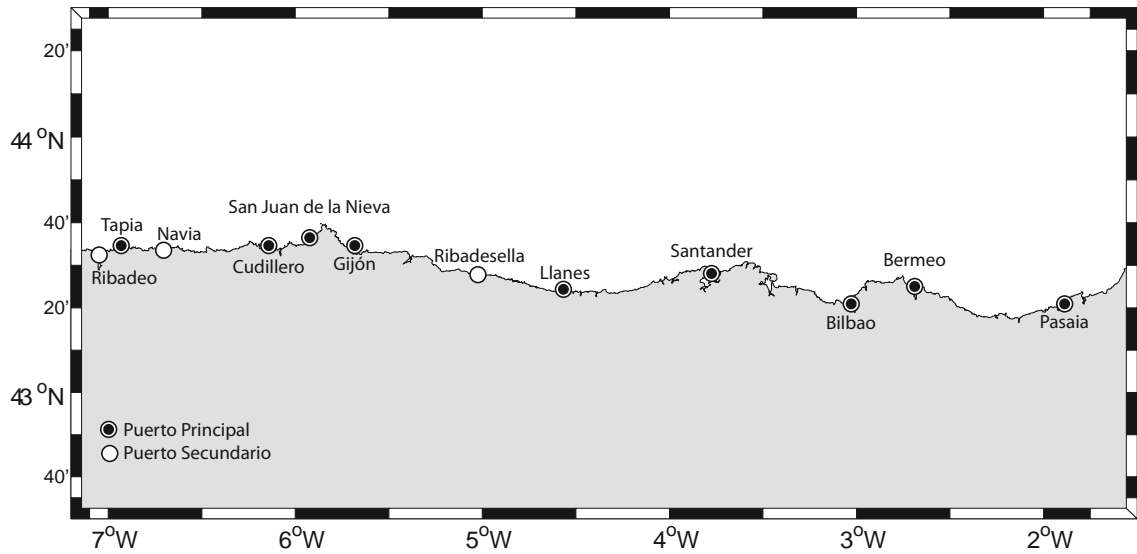 20'
44 °N
40'
20'
43 °N
40'
San Juan de la Nieva
Tapia
Navia
Ribadeo
Cudillero
Gijón
Ribadesella
Llanes
Santander
Bilbao
Bermeo
Pasaia
Puerto Principal
Puerto Secundario
7°W 6°W 5°W 4°W 3°W 2°W